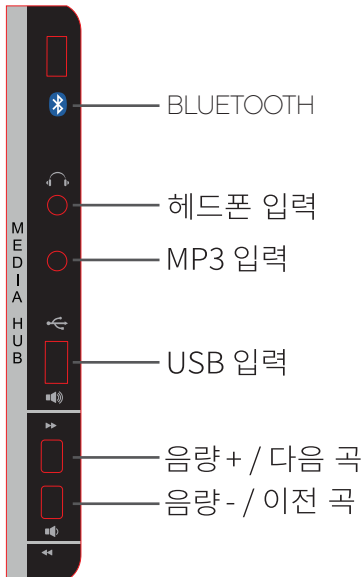 BLUETOOTH
헤드폰 입력
MP3 입력
MEDIA HUB
USB 입력
음량 + / 다음 곡
음량 - / 이전 곡